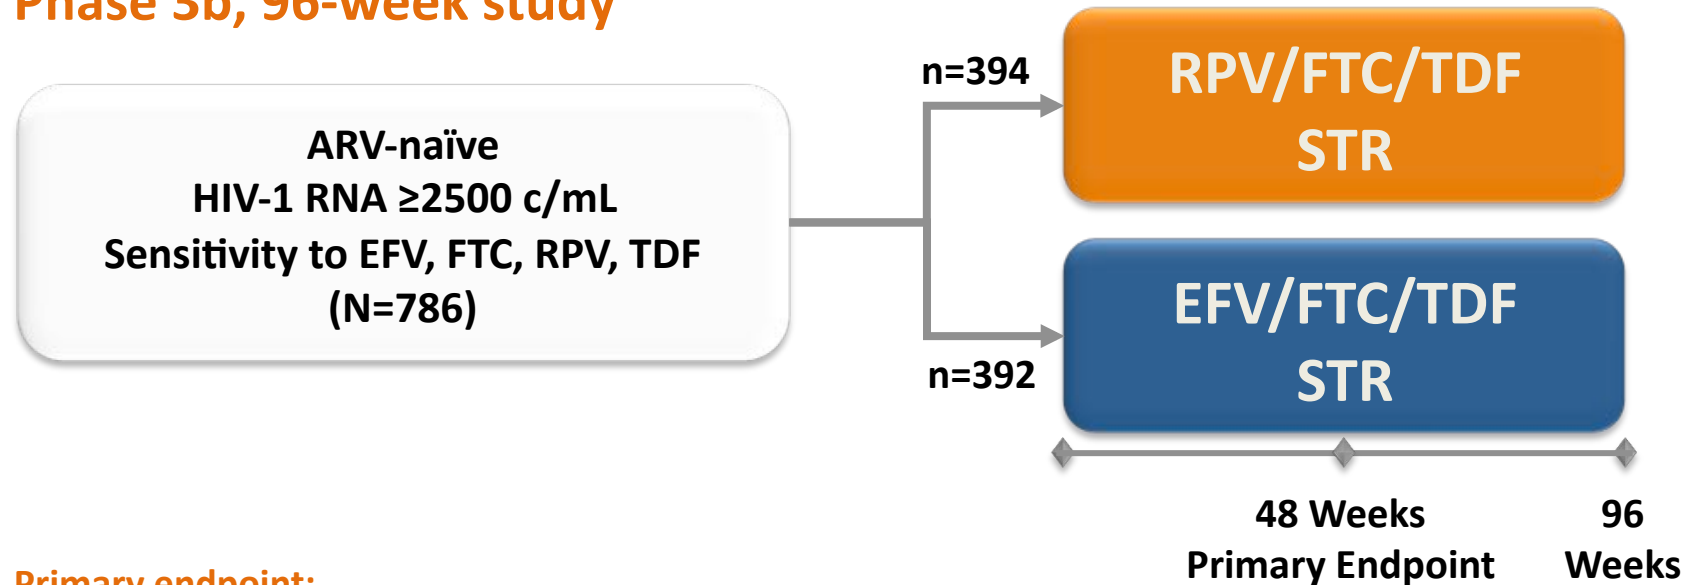 Phase 3b, 96-week study
ARV-naïve
HIV-1 RNA ≥2500 c/mL
Sensitivity to EFV, FTC, RPV, TDF
(N=786)
n=394
RPV/FTC/TDF
STR
n=392
EFV/FTC/TDF
STR
48 Weeks
Primary Endpoint
96
Weeks
Primary endpoint: